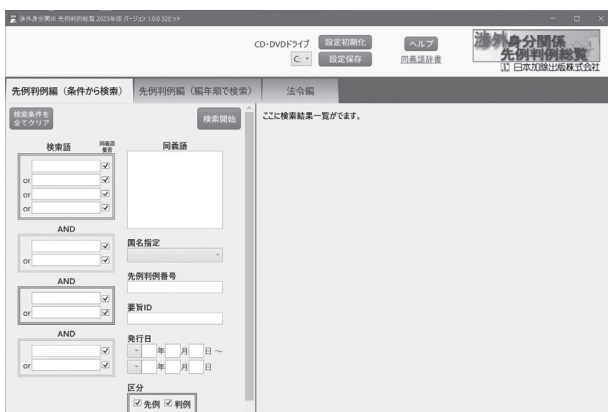 渉外身分関係 先例判例総覧 2023年版 バージョン 1.0.0 32ビット
CD・DVDドライブ 設定初期化 ヘルプ
C: 設定保存 同義語辞書
渉外身分関係
先例判例総覧
日本加除出版株式会社
先例判例編（条件から検索） 先例判例編（編年順で検索） 法令編
検索条件を
全てクリア
検索開始
ここに検索結果一覧がでます。
検索語 同義語
要否
同義語
or
or
or
AND
or
AND
or
AND
or
国名指定
先例判例番号
要旨ID
発行日
年 月 日 ～
年 月 日
区分
先例 判例